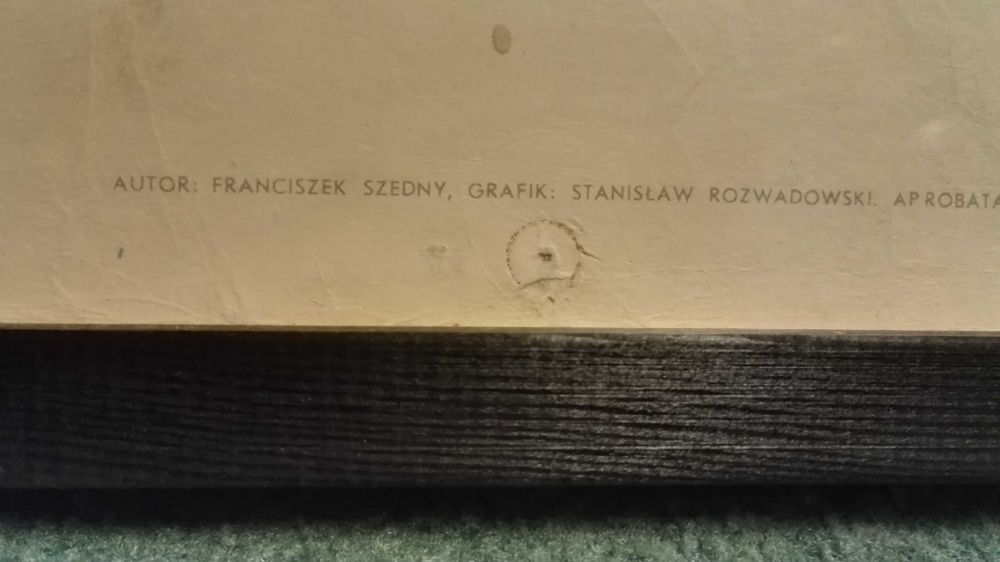 AUTOR: FRANCISZEK SZEDNY, GRAFIK: STANISŁAW ROZWADOWSKI. APROBATA